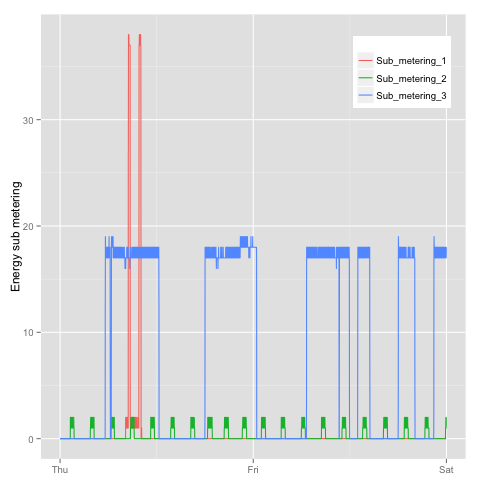 Sub_metering_1
Sub_metering_2
Sub_metering_3
Energy sub metering
30
20
10
0
Thu Fri Sat